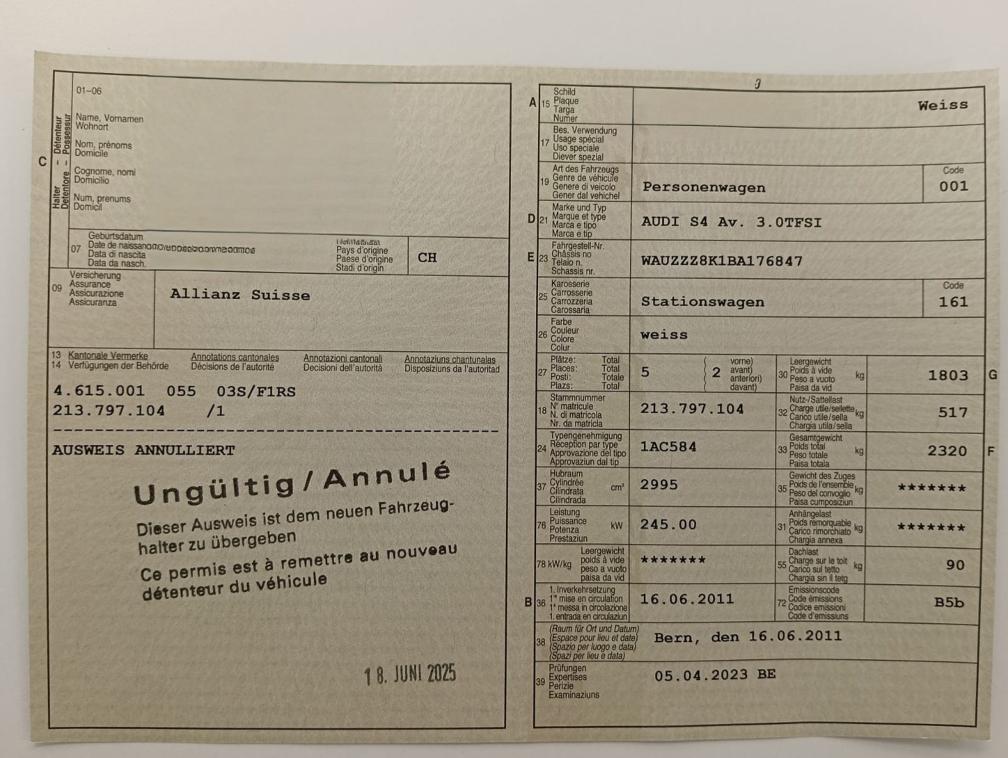 01-06
Halter – Détenteur
Detentore – Possessur
C
Name, Vornamen
Wohnort
Nom, prénoms
Domicile
Cognome, nomi
Domicilio
Num, prenums
Domicil
07
Geburtsdatum
Date de naissance
Data di nascita
Data da nasch.
Pays d'origine
Paese d'origine
Stadi d'origin
CH
09
Versicherung
Assurance
Assicurazione
Assicuranza
Allianz Suisse
13 Kantonale Vermerke Annotations cantonales Annotazioni cantonali Annotaziuns chantunalas
14 Verfügungen der Behörde Décisions de l'autorité Decisioni dell'autorità Disposiziuns da l'autoritad
4.615.001 055 03S/F1RS
213.797.104 /1
AUSWEIS ANNULLIERT
Ungültig / Annulé
Dieser Ausweis ist dem neuen Fahrzeug-
halter zu übergeben
Ce permis est à remettre au nouveau
détenteur du véhicule
18. JUNI 2025
A 15
Schild
Plaque
Targa
Numer
Weiss
17
Bes. Verwendung
Usage spécial
Uso speciale
Diever spezial
19
Art des Fahrzeugs
Genre de véhicule
Genere di veicolo
Gener dal vehichel
Personenwagen
Code
001
D 21
Marke und Typ
Marque et type
Marca e tipo
Marca e tip
AUDI S4 Av. 3.0TFSI
E 23
Fahrgestell-Nr.
Châssis no
Telaio n.
Schassis nr.
WAUZZZ8K1BA176847
25
Karosserie
Carrosserie
Carrozzeria
Carossaria
Stationswagen
Code
161
26
Farbe
Couleur
Colore
Colur
weiss
27
Plätze: Total
Places: Total
Posti: Totale
Plazs: Total
5
2
vorne)
avant)
anteriori)
davant)
30
Leergewicht
Poids à vide
Peso a vuoto
Paisa da vid
kg
1803
G
18
Stammnummer
N° matricule
N. di matricola
Nr. da matricla
213.797.104
32
Nutz-/Sattellast
Charge utile/sellette
Carico utile/sella
Chargia utila/sella
kg
517
24
Typengenehmigung
Réception par type
Approvazione del tipo
Approvaziun dal tip
1AC584
33
Gesamtgewicht
Poids total
Peso totale
Paisa totala
kg
2320
F
37
Hubraum
Cylindrée
Cilindrata
Cilindrada
cm³
2995
35
Gewicht des Zuges
Poids de l'ensemble
Peso del convoglio
Paisa cumposiziun
kg
*******
76
Leistung
Puissance
Potenza
Prestaziun
kW
245.00
31
Anhängelast
Poids remorquable
Carico rimorchiato
Chargia annexa
kg
*******
78 kW/kg
Leergewicht
poids à vide
peso a vuoto
paisa da vid
*******
55
Dachlast
Charge sur le toit
Carico sul tetto
Chargia sin il tetg
kg
90
B 36
1. Inverkehrsetzung
1re mise en circulation
1a messa in circolazione
1. entrada en circulaziun
16.06.2011
72
Emissionscode
Code émissions
Codice emissioni
Code d'emissiuns
B5b
38
(Raum für Ort und Datum)
(Espace pour lieu et date)
(Spazio per luogo e data)
(Spazi per lieu e data)
Bern, den 16.06.2011
39
Prüfungen
Expertises
Perizie
Examinaziuns
05.04.2023 BE